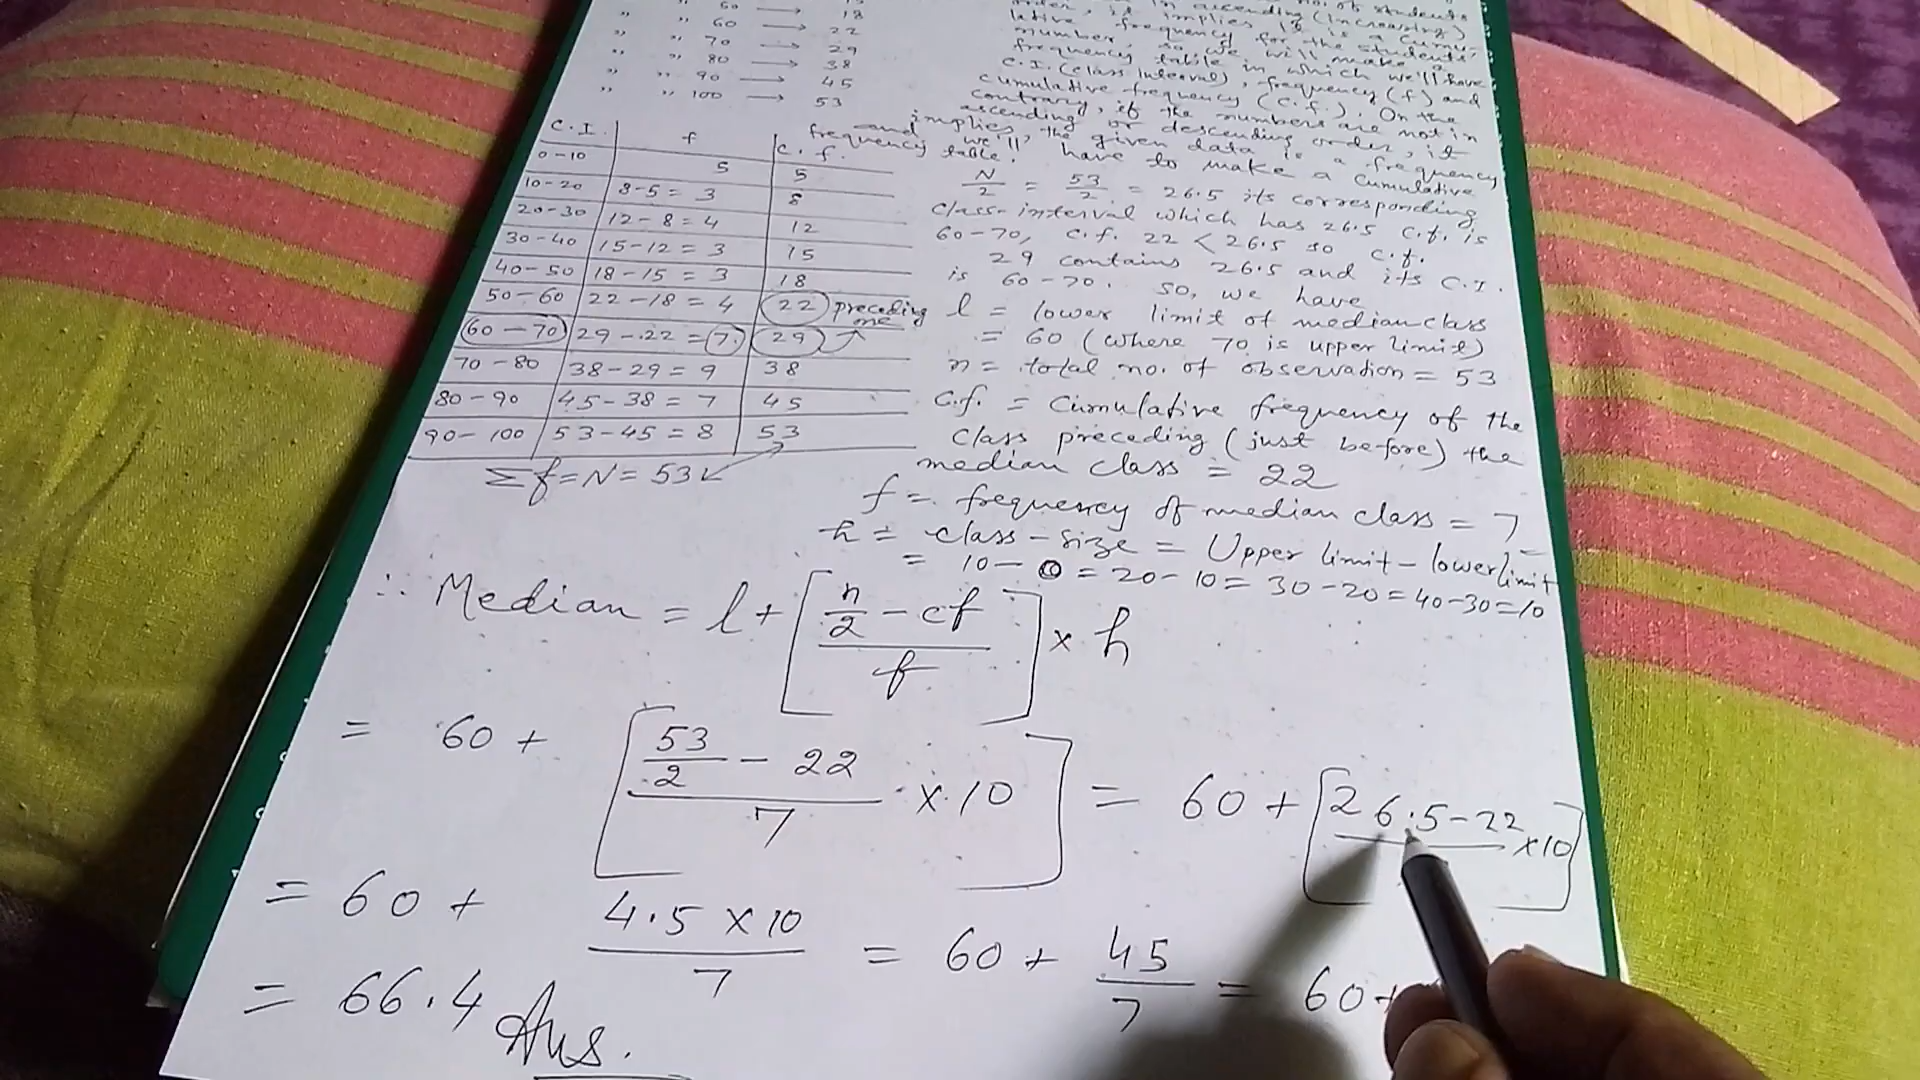 " " 50 → 15
" " 60 → 18
" " 70 → 22
" " 80 → 29
" " 90 → 38
" " 100 → 53
no. of students
in ascending (increasing)
order, it implies it is a cumu-
lative frequency for the students
number, so we will make a
frequency table in which we'll have
C.I. (class Interval), frequency (f) and
cumulative frequency (c.f.). On the
contrary, if the numbers are not in
ascending or descending order, it
implies, the given data is a frequency
and we'll have to make a cumulative
frequency table.
C.I. f c.f.
0-10 5 5
10-20 8-5 = 3 8
20-30 12-8 = 4 12
30-40 15-12 = 3 15
40-50 18-15 = 3 18
50-60 22-18 = 4 22 preceding one
60-70 29-22 = 7 29
70-80 38-29 = 9 38
80-90 45-38 = 7 45
90-100 53-45 = 8 53
Σf = N = 53
N/2 = 53/2 = 26.5 its corresponding
class-interval which has 26.5 c.f. is
60-70, c.f. 22 < 26.5 so c.f.
29 contains 26.5 and its C.I.
is 60-70. So, we have
l = lower limit of median class
= 60 (where 70 is upper limit)
n = total no. of observation = 53
c.f. = Cumulative frequency of the
class preceding (just before) the
median class = 22
f = frequency of median class = 7
h = class-size = Upper limit - lower limit
= 10-0 = 20-10 = 30-20 = 40-30 = 10
∴ Median = l + [(n/2 - cf)/f] × h
= 60 + [(53/2 - 22)/7 × 10] = 60 + [26.5-22 × 10]
= 60 + 4.5 × 10/7 = 60 + 45/7 = 60+
= 66.4 Ans.